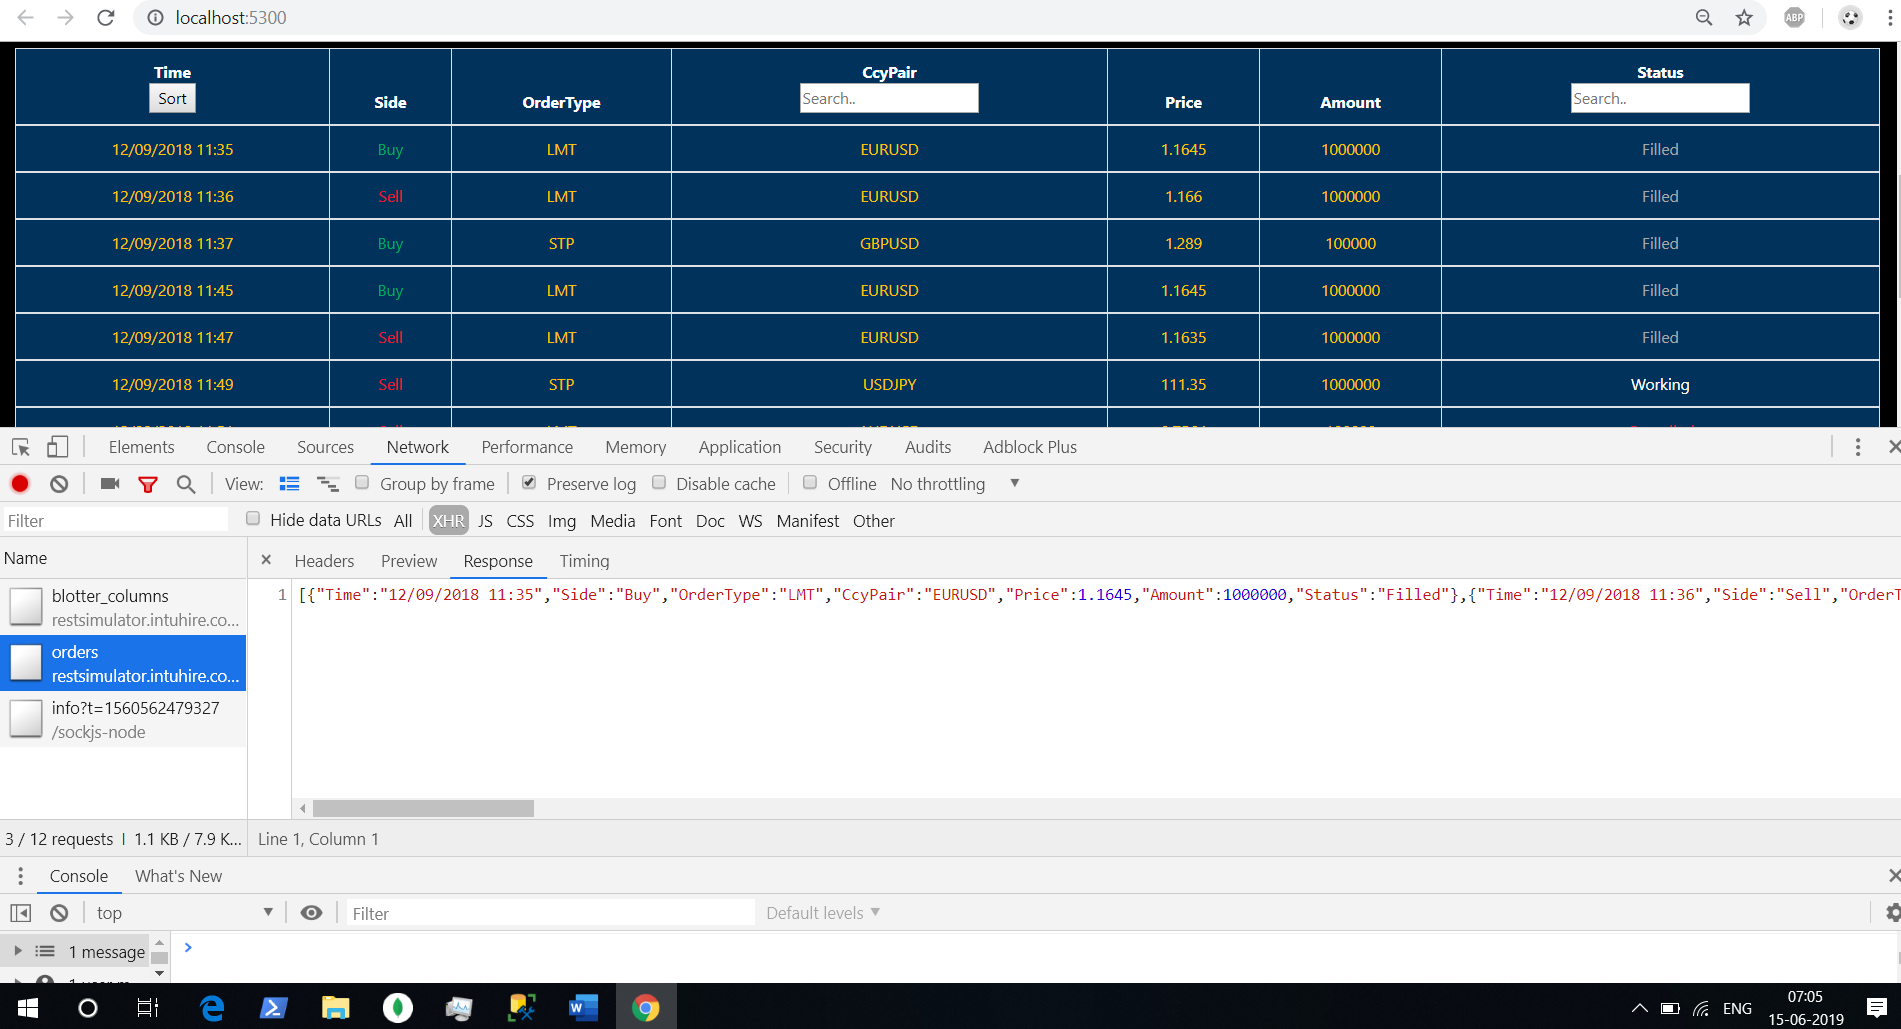 localhost:5300
ABP
Time Side OrderType CcyPair Price Amount Status
Sort Search.. Search..
12/09/2018 11:35 Buy LMT EURUSD 1.1645 1000000 Filled
12/09/2018 11:36 Sell LMT EURUSD 1.166 1000000 Filled
12/09/2018 11:37 Buy STP GBPUSD 1.289 100000 Filled
12/09/2018 11:45 Buy LMT EURUSD 1.1645 1000000 Filled
12/09/2018 11:47 Sell LMT EURUSD 1.1635 1000000 Filled
12/09/2018 11:49 Sell STP USDJPY 111.35 1000000 Working
Elements Console Sources Network Performance Memory Application Security Audits Adblock Plus
View: Group by frame Preserve log Disable cache Offline No throttling
Filter Hide data URLs All XHR JS CSS Img Media Font Doc WS Manifest Other
Name Headers Preview Response Timing
blotter_columns
restsimulator.intuhire.co...
orders
restsimulator.intuhire.co...
info?t=1560562479327
/sockjs-node
1 [{"Time":"12/09/2018 11:35","Side":"Buy","OrderType":"LMT","CcyPair":"EURUSD","Price":1.1645,"Amount":1000000,"Status":"Filled"},{"Time":"12/09/2018 11:36","Side":"Sell","OrderT
3 / 12 requests | 1.1 KB / 7.9 K... Line 1, Column 1
Console What's New
top Filter Default levels
1 message
ENG 07:05
15-06-2019